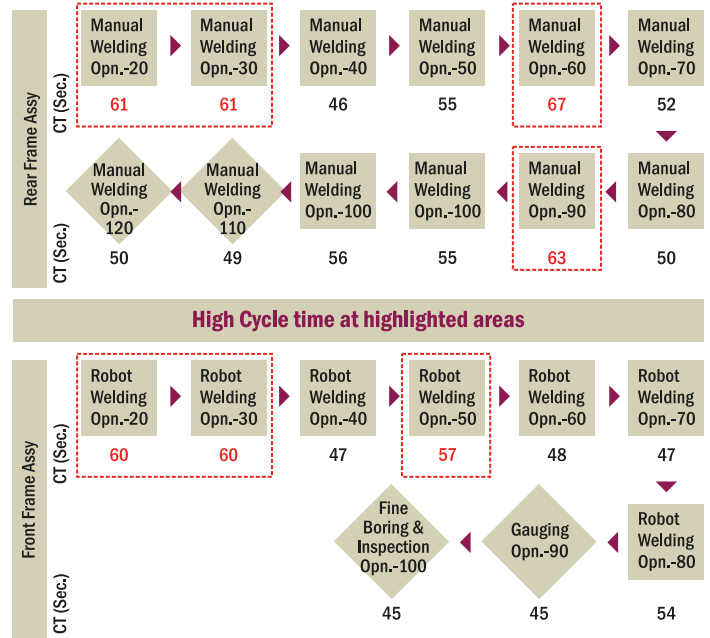 Rear Frame Assy
CT (Sec.)
Manual
Welding
Opn.-20
Manual
Welding
Opn.-30
Manual
Welding
Opn.-40
Manual
Welding
Opn.-50
Manual
Welding
Opn.-60
Manual
Welding
Opn.-70
61
61
46
55
67
52
CT (Sec.)
Manual
Welding
Opn.-
120
Manual
Welding
Opn.-
110
Manual
Welding
Opn.-100
Manual
Welding
Opn.-100
Manual
Welding
Opn.-90
Manual
Welding
Opn.-80
50
49
56
55
63
50
High Cycle time at highlighted areas
Front Frame Assy
CT (Sec.)
Robot
Welding
Opn.-20
Robot
Welding
Opn.-30
Robot
Welding
Opn.-40
Robot
Welding
Opn.-50
Robot
Welding
Opn.-60
Robot
Welding
Opn.-70
60
60
47
57
48
47
CT (Sec.)
Fine
Boring &
Inspection
Opn.-100
Gauging
Opn.-90
Robot
Welding
Opn.-80
45
45
54